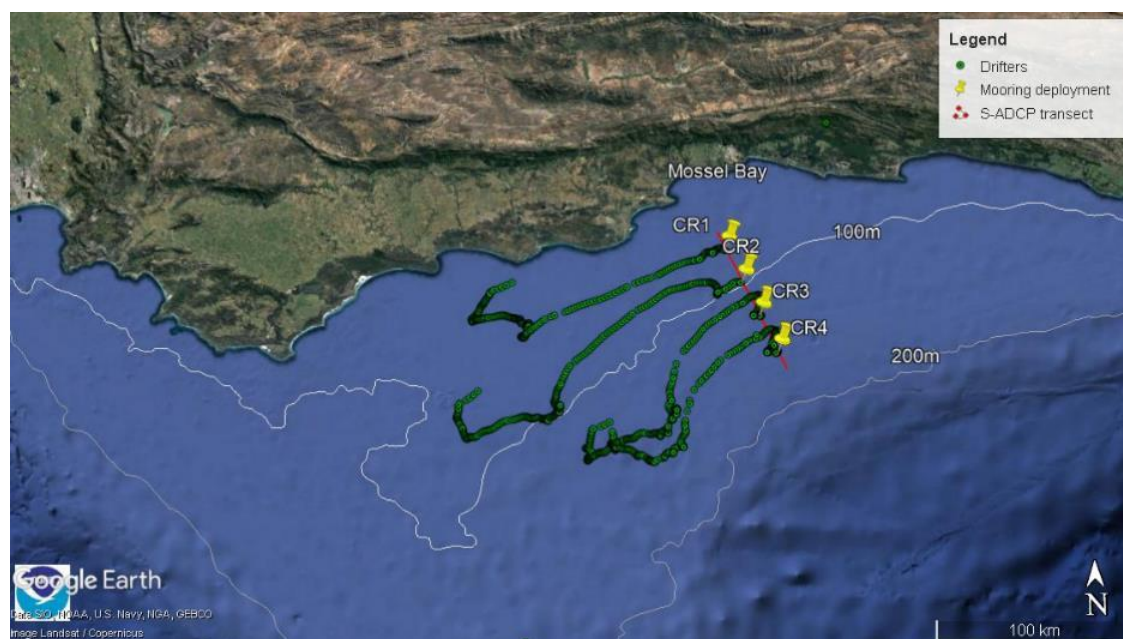 Legend
Drifters
Mooring deployment
S-ADCP transect
Mossel Bay
CR1
CR2
100m
CR3
CR4
200m
Google Earth
Data SIO, NOAA, U.S. Navy, NGA, GEBCO
Image Landsat / Copernicus
N
100 km